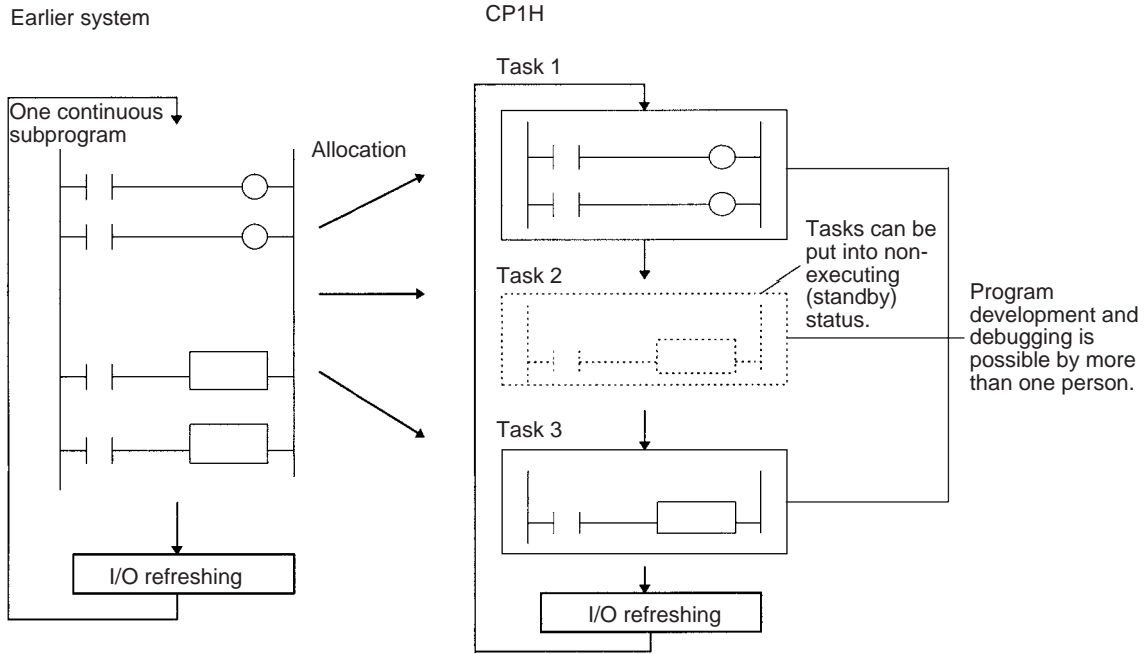 Earlier system
CP1H
One continuous
subprogram
Allocation
Task 1
Tasks can be
put into non-
executing
(standby)
status.
Task 2
Program
development and
debugging is
possible by more
than one person.
Task 3
I/O refreshing
I/O refreshing